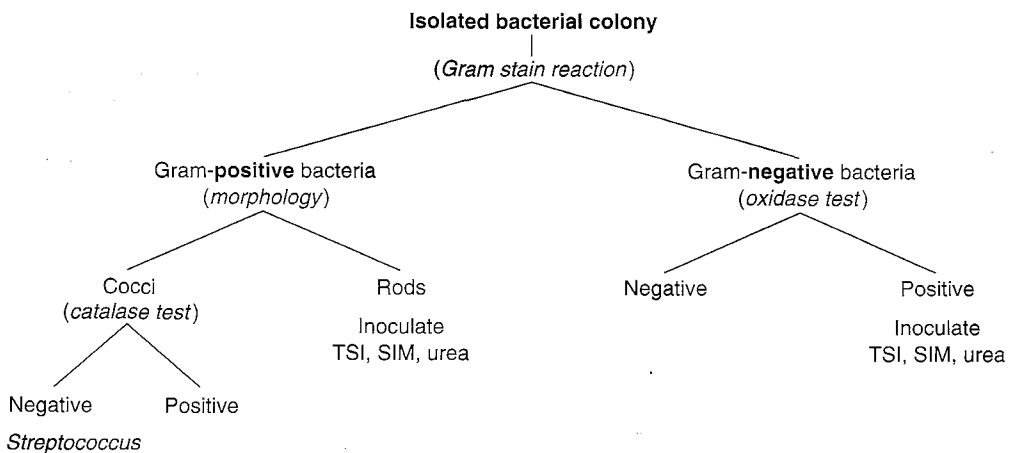 Isolated bacterial colony
(Gram stain reaction)
Gram-positive bacteria
(morphology)
Gram-negative bacteria
(oxidase test)
Cocci
(catalase test)
Rods
Inoculate
TSI, SIM, urea
Negative
Positive
Inoculate
TSI, SIM, urea
Negative
Positive
Streptococcus